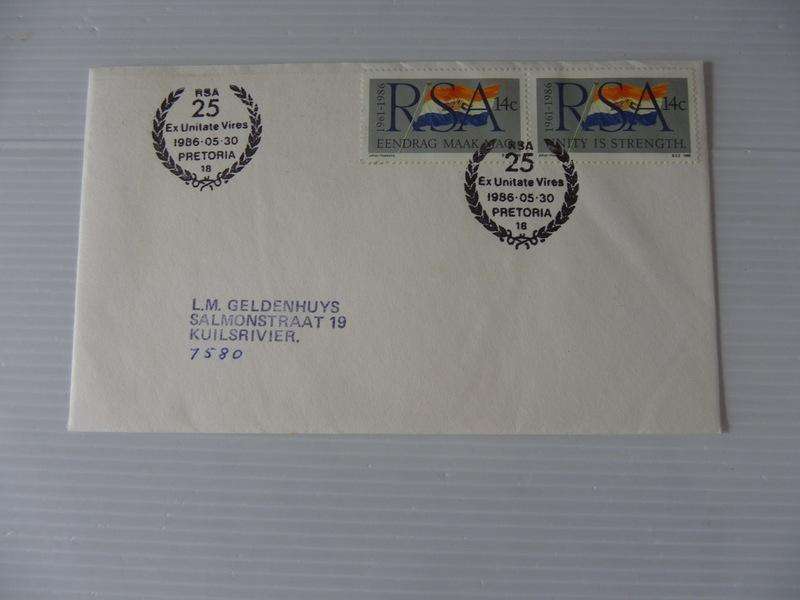 RSA
25
Ex Unitate Vires
1986·05·30
PRETORIA
18
1961-1986
RSA
14c
EENDRAG MAAK MAG
1961-1986
RSA
14c
UNITY IS STRENGTH.
RSA
25
Ex Unitate Vires
1986·05·30
PRETORIA
18
L.M. GELDENHUYS
SALMONSTRAAT 19
KUILSRIVIER.
7580